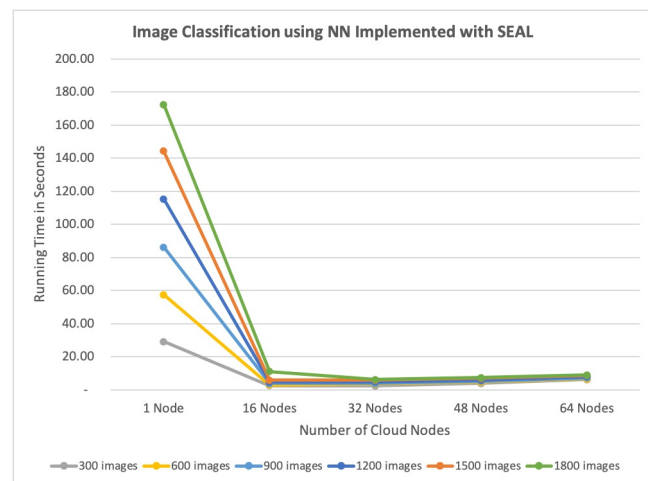 Image Classification using NN Implemented with SEAL
200.00
180.00
160.00
140.00
120.00
100.00
80.00
60.00
40.00
20.00
-
Running Time in Seconds
1 Node 16 Nodes 32 Nodes 48 Nodes 64 Nodes
Number of Cloud Nodes
300 images 600 images 900 images 1200 images 1500 images 1800 images